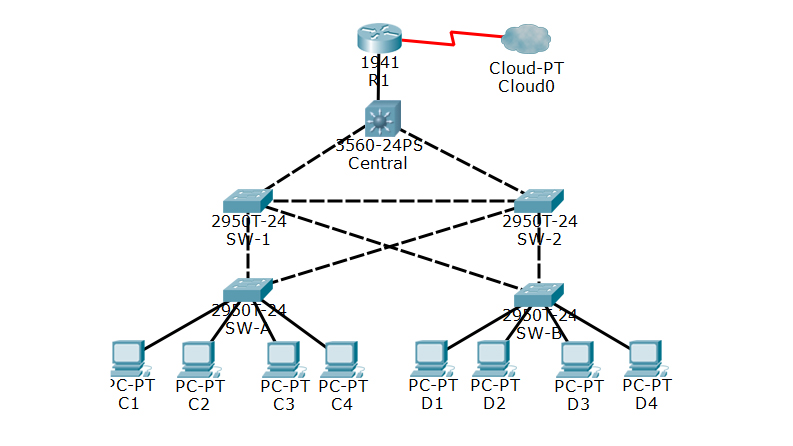 1941
R1
Cloud-PT
Cloud0
3560-24PS
Central
2950T-24
SW-1
2950T-24
SW-2
2950T-24
SW-A
2950T-24
SW-B
PC-PT
C1
PC-PT
C2
PC-PT
C3
PC-PT
C4
PC-PT
D1
PC-PT
D2
PC-PT
D3
PC-PT
D4